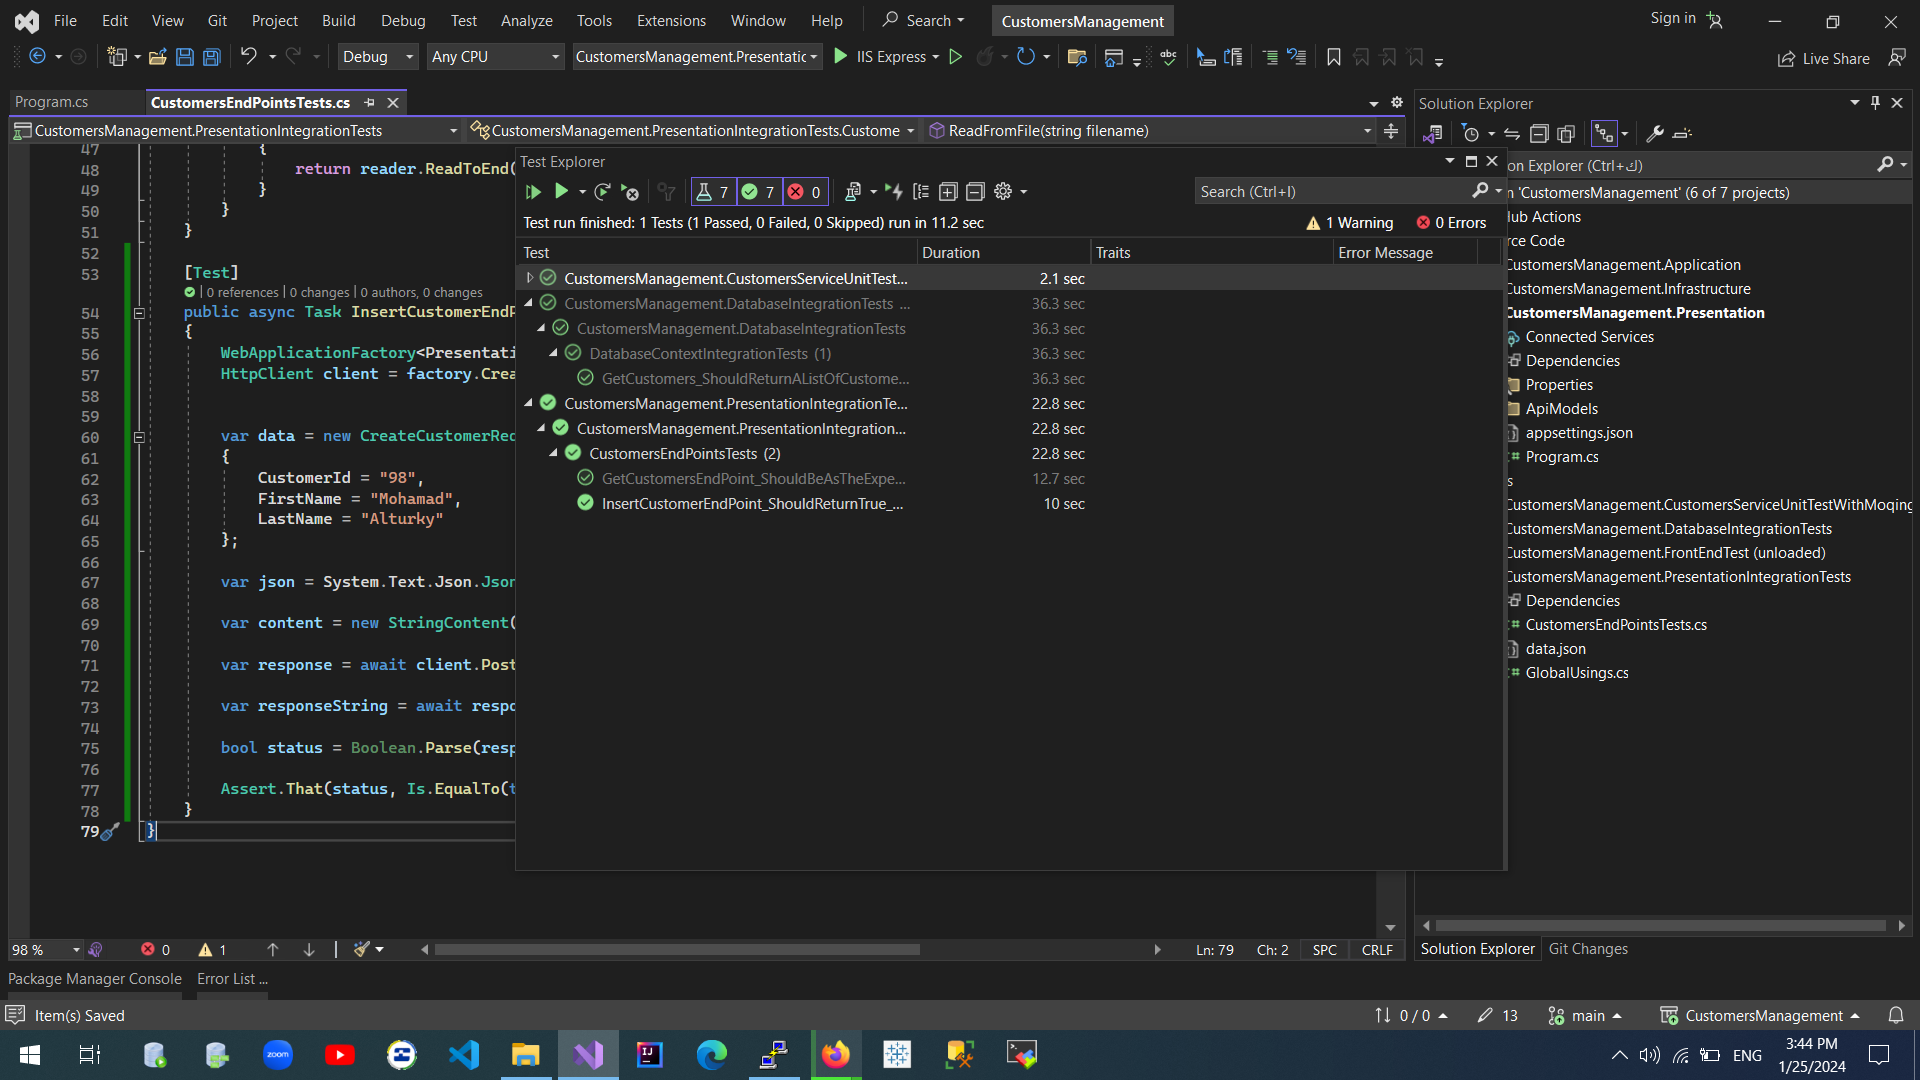 File Edit View Git Project Build Debug Test Analyze Tools Extensions Window Help Search CustomersManagement Sign in
Debug Any CPU CustomersManagement.Presentatic IIS Express Live Share
Program.cs CustomersEndPointsTests.cs
CustomersManagement.PresentationIntegrationTests CustomersManagement.PresentationIntegrationTests.Custome ReadFromFile(string filename)
47 {
48 return reader.ReadToEnd(
49 }
50 }
51 }
52
53 [Test]
0 references | 0 changes | 0 authors, 0 changes
54 public async Task InsertCustomerEndP
55 {
56 WebApplicationFactory<Presentati
57 HttpClient client = factory.Crea
58
59
60 var data = new CreateCustomerReq
61 {
62 CustomerId = "98",
63 FirstName = "Mohamad",
64 LastName = "Alturky"
65 };
66
67 var json = System.Text.Json.Json
68
69 var content = new StringContent(
70
71 var response = await client.Post
72
73 var responseString = await respo
74
75 bool status = Boolean.Parse(resp
76
77 Assert.That(status, Is.EqualTo(t
78 }
79 }
Test Explorer
7 7 0 Search (Ctrl+I)
Test run finished: 1 Tests (1 Passed, 0 Failed, 0 Skipped) run in 11.2 sec 1 Warning 0 Errors
Test Duration Traits Error Message
CustomersManagement.CustomersServiceUnitTest... 2.1 sec
CustomersManagement.DatabaseIntegrationTests ... 36.3 sec
CustomersManagement.DatabaseIntegrationTests 36.3 sec
DatabaseContextIntegrationTests (1) 36.3 sec
GetCustomers_ShouldReturnAListOfCustome... 36.3 sec
CustomersManagement.PresentationIntegrationTe... 22.8 sec
CustomersManagement.PresentationIntegration... 22.8 sec
CustomersEndPointsTests (2) 22.8 sec
GetCustomersEndPoint_ShouldBeAsTheExpe... 12.7 sec
InsertCustomerEndPoint_ShouldReturnTrue_... 10 sec
Solution Explorer
on Explorer (Ctrl+ك)
n 'CustomersManagement' (6 of 7 projects)
ub Actions
rce Code
CustomersManagement.Application
CustomersManagement.Infrastructure
CustomersManagement.Presentation
Connected Services
Dependencies
Properties
ApiModels
appsettings.json
Program.cs
s
CustomersManagement.CustomersServiceUnitTestWithMoqing
CustomersManagement.DatabaseIntegrationTests
CustomersManagement.FrontEndTest (unloaded)
CustomersManagement.PresentationIntegrationTests
Dependencies
CustomersEndPointsTests.cs
data.json
GlobalUsings.cs
98 % 0 1 Ln: 79 Ch: 2 SPC CRLF
Solution Explorer Git Changes
Package Manager Console Error List ...
Item(s) Saved 0 / 0 13 main CustomersManagement
zoom IJ ENG 3:44 PM
1/25/2024